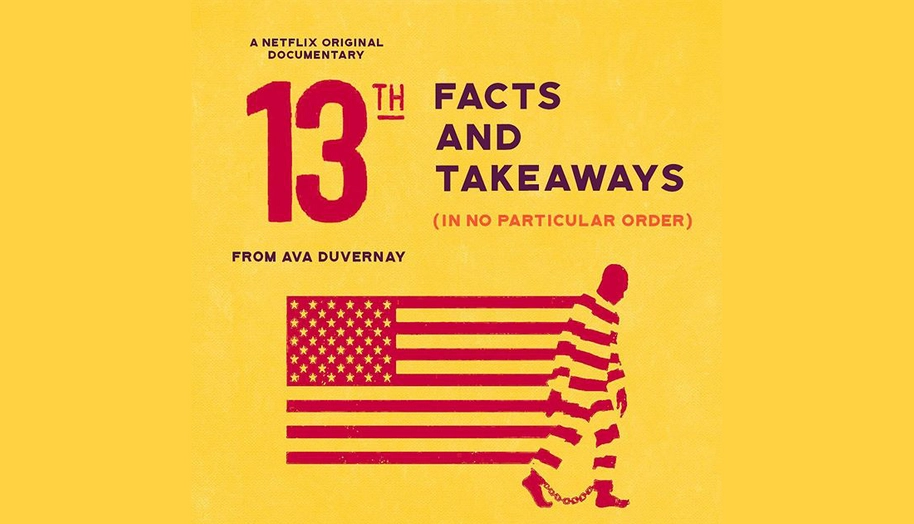 A NETFLIX ORIGINAL
DOCUMENTARY
13TH
FACTS
AND
TAKEAWAYS
(IN NO PARTICULAR ORDER)
FROM AVA DUVERNAY